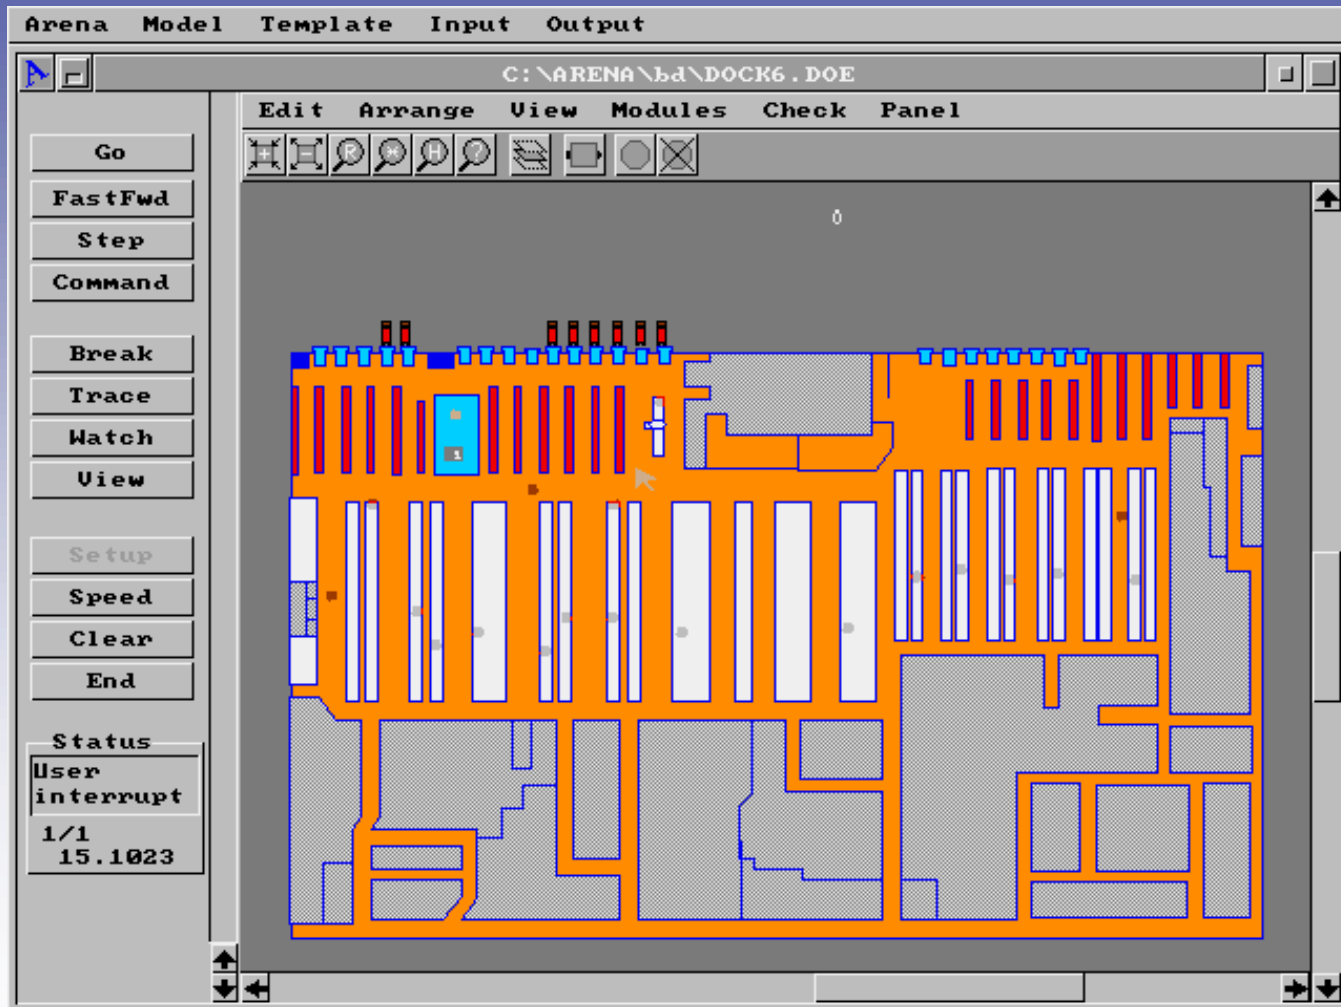 Arena Model Template Input Output
C:\ARENA\bd\DOCK6.DOE
Edit Arrange View Modules Check Panel
Go
FastFwd
Step
Command
Break
Trace
Watch
View
Setup
Speed
Clear
End
Status
User
interrupt
1/1
15.1023
R * H ?
0
1